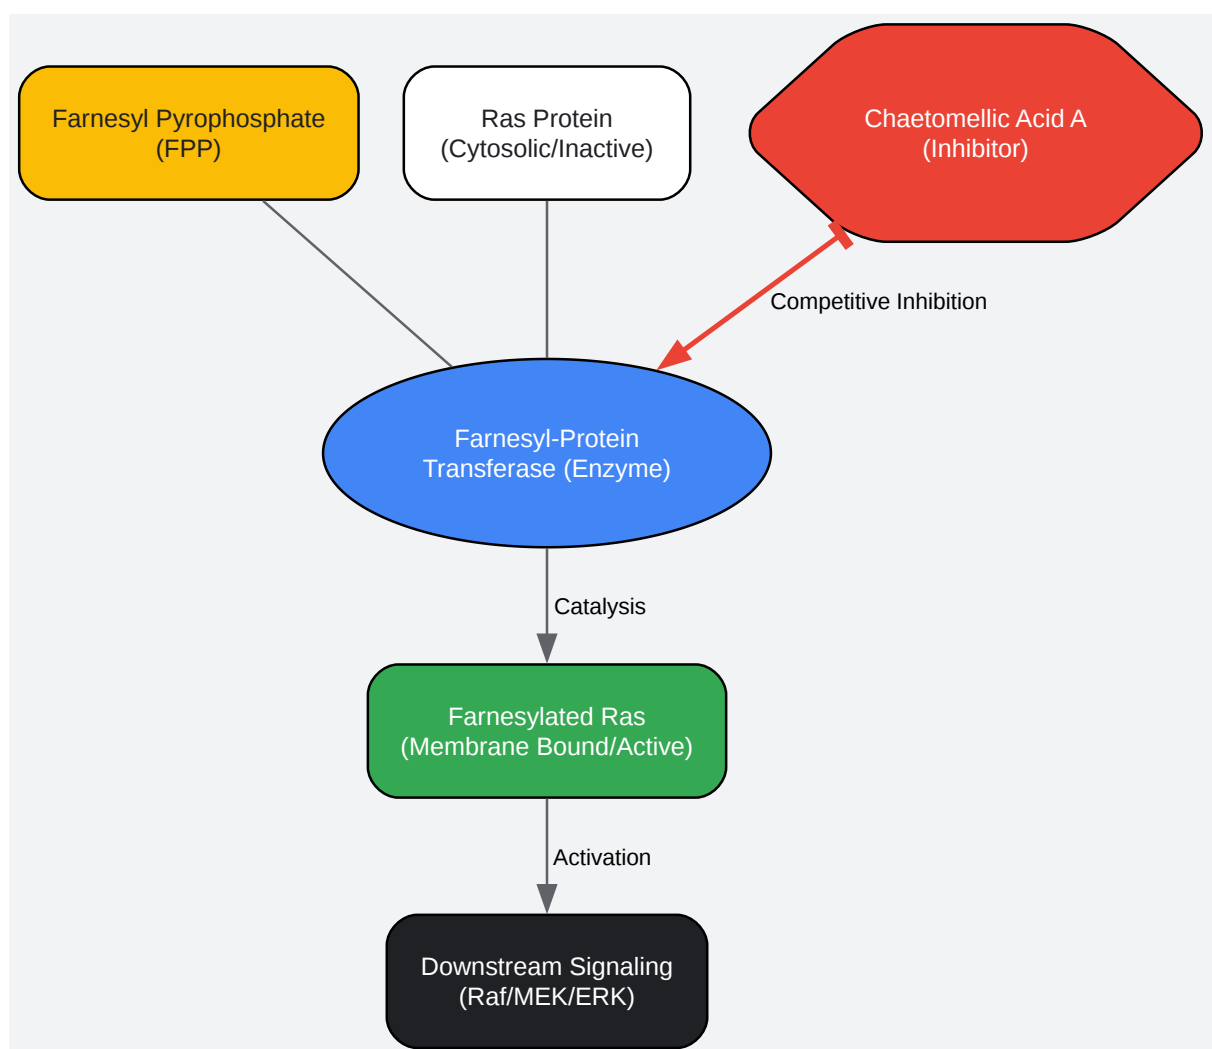 Farnesyl Pyrophosphate
(FPP)
Ras Protein
(Cytosolic/Inactive)
Chaetomellic Acid A
(Inhibitor)
Competitive Inhibition
Farnesyl-Protein
Transferase (Enzyme)
Catalysis
Farnesylated Ras
(Membrane Bound/Active)
Activation
Downstream Signaling
(Raf/MEK/ERK)